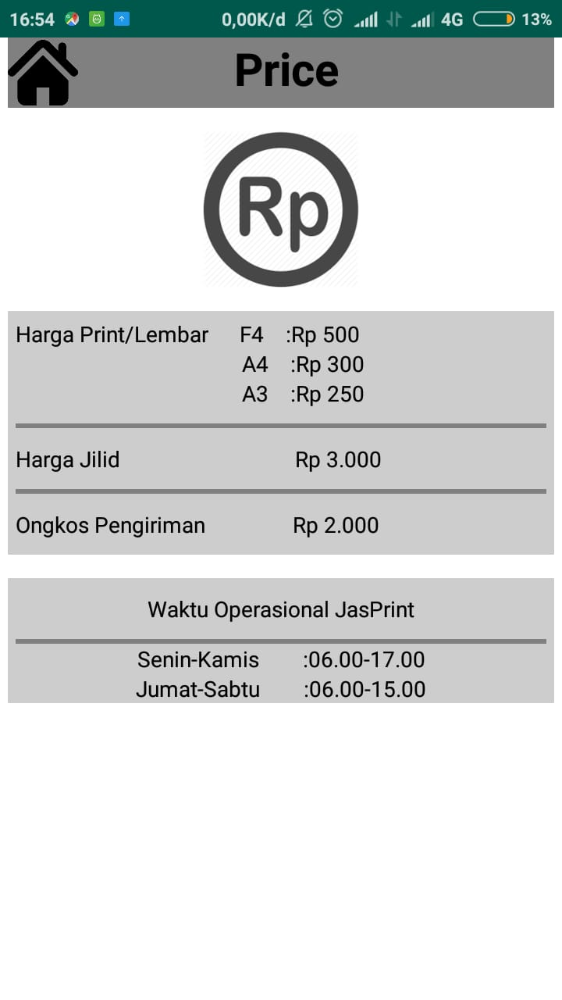 16:54 0,00K/d 4G 13%
Price
Rp
Harga Print/Lembar F4 :Rp 500
A4 :Rp 300
A3 :Rp 250
Harga Jilid Rp 3.000
Ongkos Pengiriman Rp 2.000
Waktu Operasional JasPrint
Senin-Kamis :06.00-17.00
Jumat-Sabtu :06.00-15.00